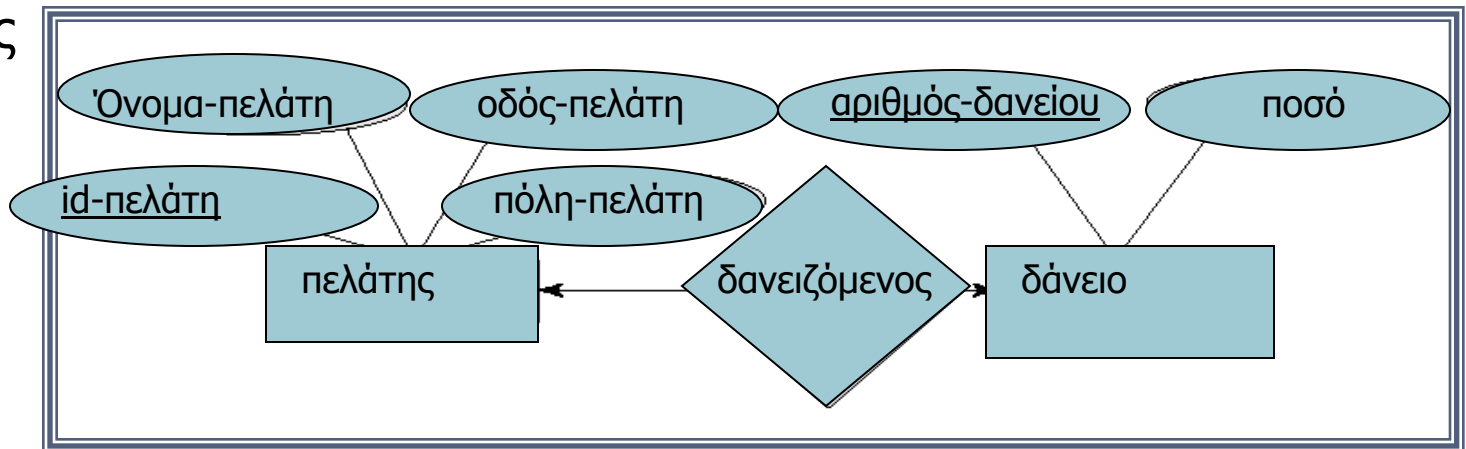 ς
Όνομα-πελάτη οδός-πελάτη αριθμός-δανείου ποσό
id-πελάτη πόλη-πελάτη
πελάτης δανειζόμενος δάνειο